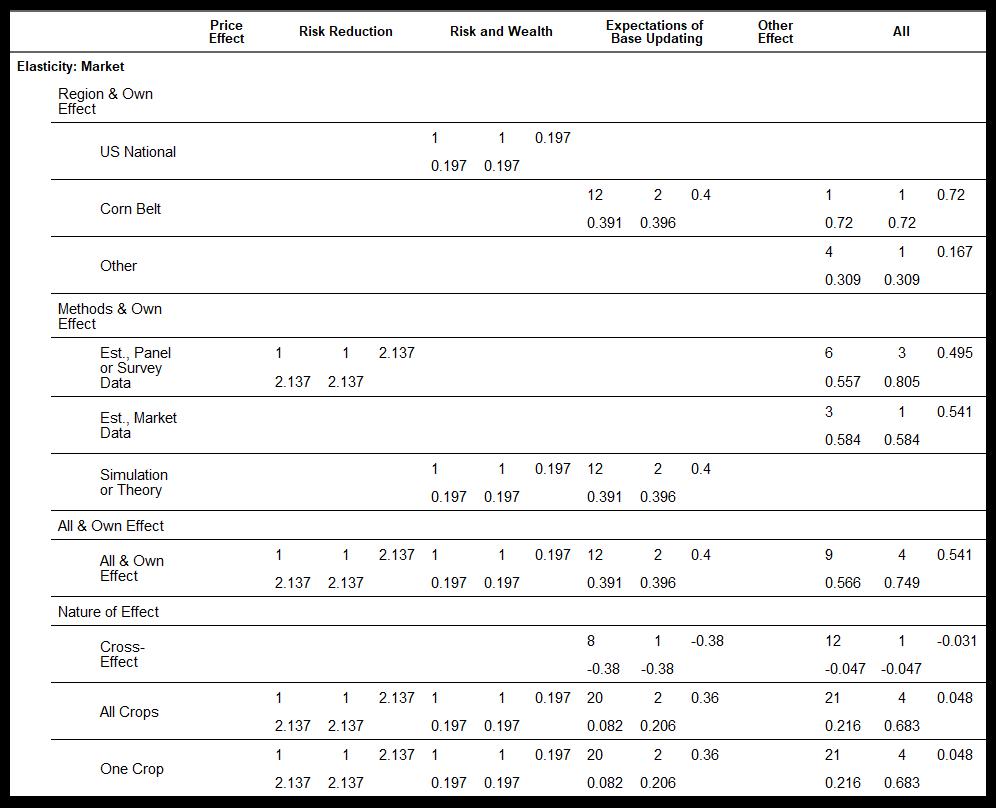 Price Effect Risk Reduction Risk and Wealth Expectations of Base Updating Other Effect All
Elasticity: Market
Region & Own
Effect
1 1 0.197
US National
0.197 0.197
12 2 0.4 1 1 0.72
Corn Belt
0.391 0.396 0.72 0.72
4 1 0.167
Other
0.309 0.309
Methods & Own
Effect
Est., Panel 1 1 2.137 6 3 0.495
or Survey
Data 2.137 2.137 0.557 0.805
3 1 0.541
Est., Market
Data
0.584 0.584
1 1 0.197 12 2 0.4
Simulation
or Theory
0.197 0.197 0.391 0.396
All & Own Effect
1 1 2.137 1 1 0.197 12 2 0.4 9 4 0.541
All & Own
Effect
2.137 2.137 0.197 0.197 0.391 0.396 0.566 0.749
Nature of Effect
8 1 -0.38 12 1 -0.031
Cross-
Effect
-0.38 -0.38 -0.047 -0.047
1 1 2.137 1 1 0.197 20 2 0.36 21 4 0.048
All Crops
2.137 2.137 0.197 0.197 0.082 0.206 0.216 0.683
1 1 2.137 1 1 0.197 20 2 0.36 21 4 0.048
One Crop
2.137 2.137 0.197 0.197 0.082 0.206 0.216 0.683